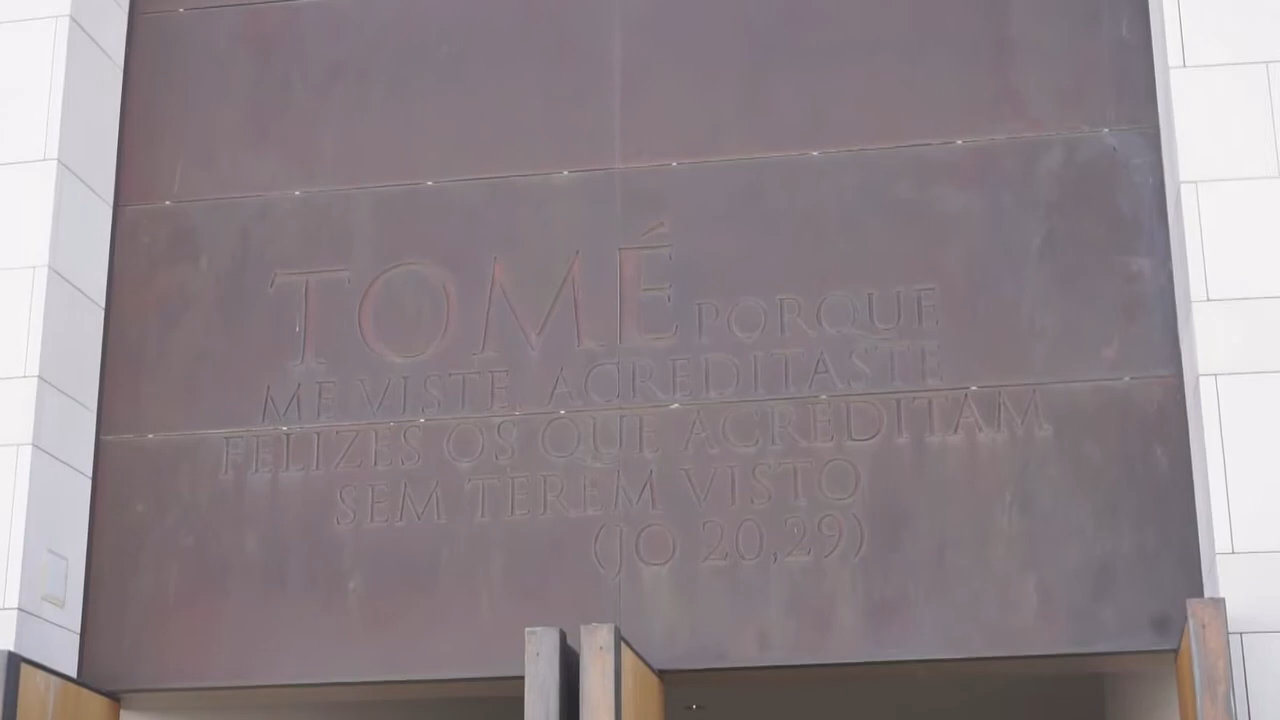 TOMÉ PORQUE
ME VISTE ACREDITASTE
FELIZES OS QUE ACREDITAM
SEM TEREM VISTO
(JO 20,29)